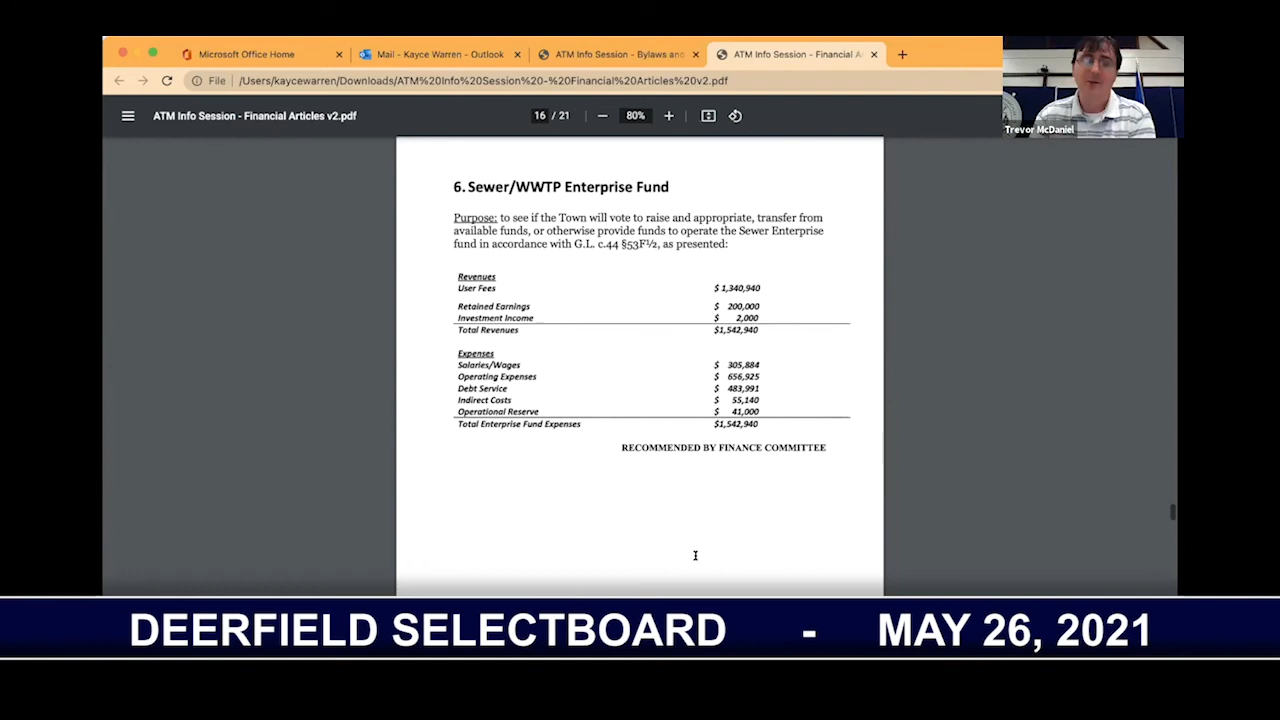 Microsoft Office Home
Mail - Kayce Warren - Outlook
ATM Info Session - Bylaws and
ATM Info Session - Financial A
File
/Users/kaycewarren/Downloads/ATM%20Info%20Session%20-%20Financial%20Articles%20v2.pdf
ATM Info Session - Financial Articles v2.pdf
16 / 21
80%
Trevor McDaniel
6. Sewer/WWTP Enterprise Fund
Purpose: to see if the Town will vote to raise and appropriate, transfer from
available funds, or otherwise provide funds to operate the Sewer Enterprise
fund in accordance with G.L. c.44 §53F½, as presented:
Revenues
User Fees $ 1,340,940
Retained Earnings $ 200,000
Investment Income $ 2,000
Total Revenues $1,542,940
Expenses
Salaries/Wages $ 305,884
Operating Expenses $ 656,925
Debt Service $ 483,991
Indirect Costs $ 55,140
Operational Reserve $ 41,000
Total Enterprise Fund Expenses $1,542,940
RECOMMENDED BY FINANCE COMMITTEE
DEERFIELD SELECTBOARD - MAY 26, 2021